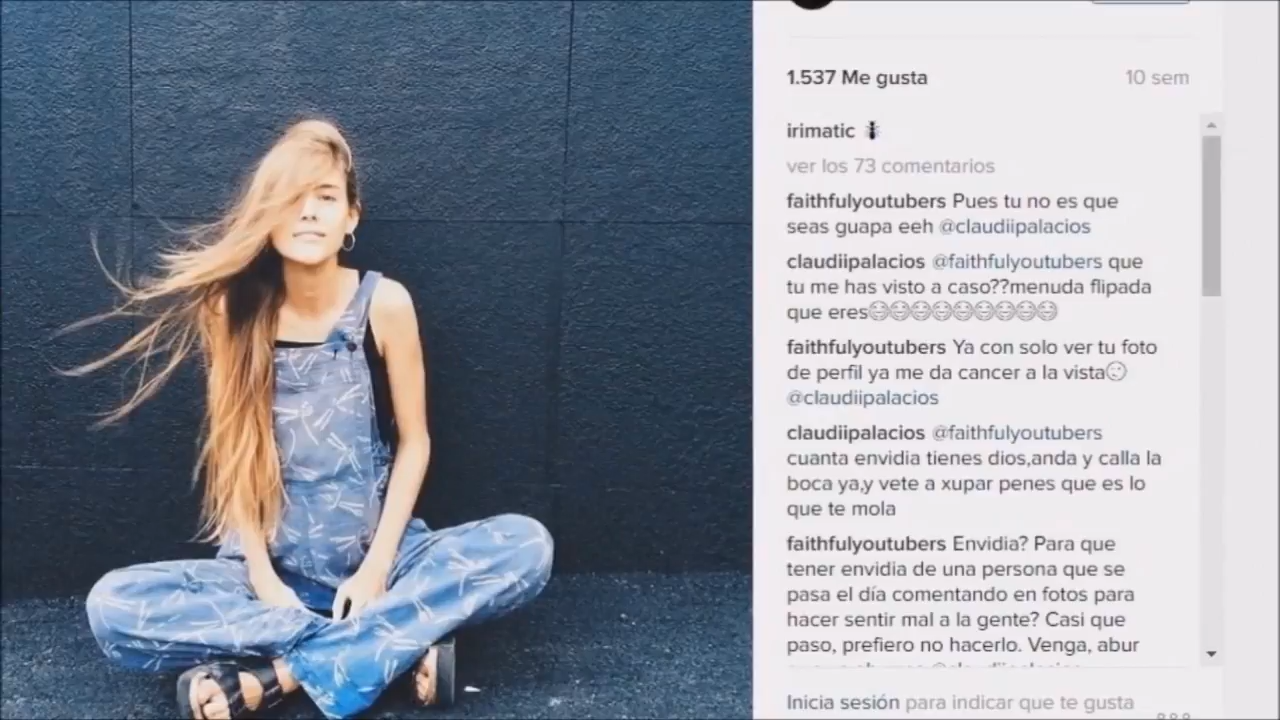 1.537 Me gusta 10 sem
irimatic
ver los 73 comentarios
faithfulyoutubers Pues tu no es que
seas guapa eeh @claudiipalacios
claudiipalacios @faithfulyoutubers que
tu me has visto a caso??menuda flipada
que eres😂😂😂😂😂😂😂😂😂
faithfulyoutubers Ya con solo ver tu foto
de perfil ya me da cancer a la vista
@claudiipalacios
claudiipalacios @faithfulyoutubers
cuanta envidia tienes dios,anda y calla la
boca ya,y vete a xupar penes que es lo
que te mola
faithfulyoutubers Envidia? Para que
tener envidia de una persona que se
pasa el día comentando en fotos para
hacer sentir mal a la gente? Casi que
paso, prefiero no hacerlo. Venga, abur
Inicia sesión para indicar que te gusta